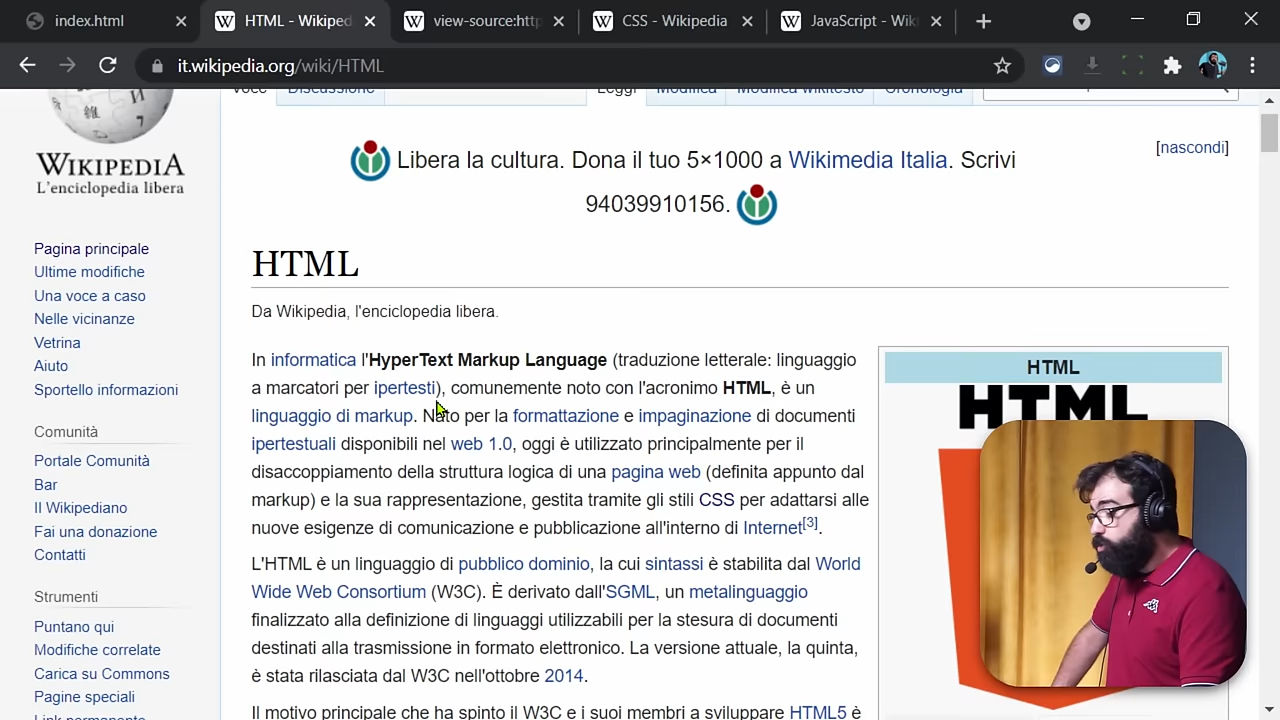 index.html
HTML - Wikiped
view-source:http
CSS - Wikipedia
JavaScript - Wiki
it.wikipedia.org/wiki/HTML
Voce Discussione Leggi Modifica Modifica wikitesto Cronologia
WIKIPEDIA
L'enciclopedia libera
Pagina principale
Ultime modifiche
Una voce a caso
Nelle vicinanze
Vetrina
Aiuto
Sportello informazioni
Comunità
Portale Comunità
Bar
Il Wikipediano
Fai una donazione
Contatti
Strumenti
Puntano qui
Modifiche correlate
Carica su Commons
Pagine speciali
Link permanente
Libera la cultura. Dona il tuo 5×1000 a Wikimedia Italia. Scrivi
94039910156.
[nascondi]
HTML
Da Wikipedia, l'enciclopedia libera.
In informatica l'HyperText Markup Language (traduzione letterale: linguaggio
a marcatori per ipertesti), comunemente noto con l'acronimo HTML, è un
linguaggio di markup. Nato per la formattazione e impaginazione di documenti
ipertestuali disponibili nel web 1.0, oggi è utilizzato principalmente per il
disaccoppiamento della struttura logica di una pagina web (definita appunto dal
markup) e la sua rappresentazione, gestita tramite gli stili CSS per adattarsi alle
nuove esigenze di comunicazione e pubblicazione all'interno di Internet[3].
L'HTML è un linguaggio di pubblico dominio, la cui sintassi è stabilita dal World
Wide Web Consortium (W3C). È derivato dall'SGML, un metalinguaggio
finalizzato alla definizione di linguaggi utilizzabili per la stesura di documenti
destinati alla trasmissione in formato elettronico. La versione attuale, la quinta,
è stata rilasciata dal W3C nell'ottobre 2014.
Il motivo principale che ha spinto il W3C e i suoi membri a sviluppare HTML5 è
HTML
HTML